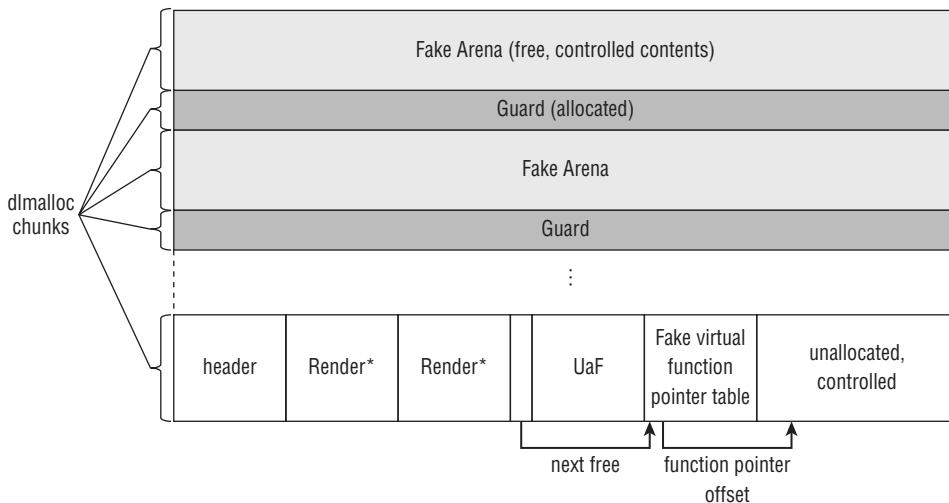 Fake Arena (free, controlled contents)
Guard (allocated)
Fake Arena
dlmalloc
chunks
Guard
⋮
header
Render*
Render*
UaF
Fake virtual
function
pointer table
unallocated,
controlled
next free
function pointer
offset